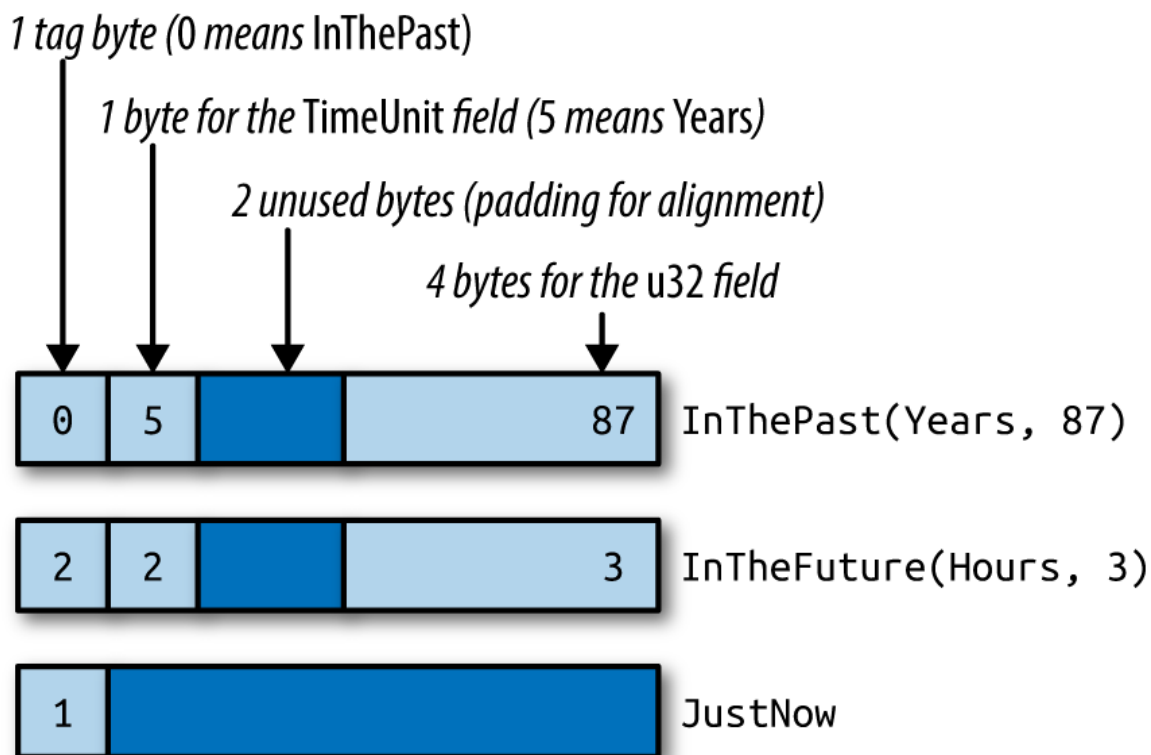 1 tag byte (0 means InThePast)
1 byte for the TimeUnit field (5 means Years)
2 unused bytes (padding for alignment)
4 bytes for the u32 field
0 5 87 InThePast(Years, 87)
2 2 3 InTheFuture(Hours, 3)
1 JustNow